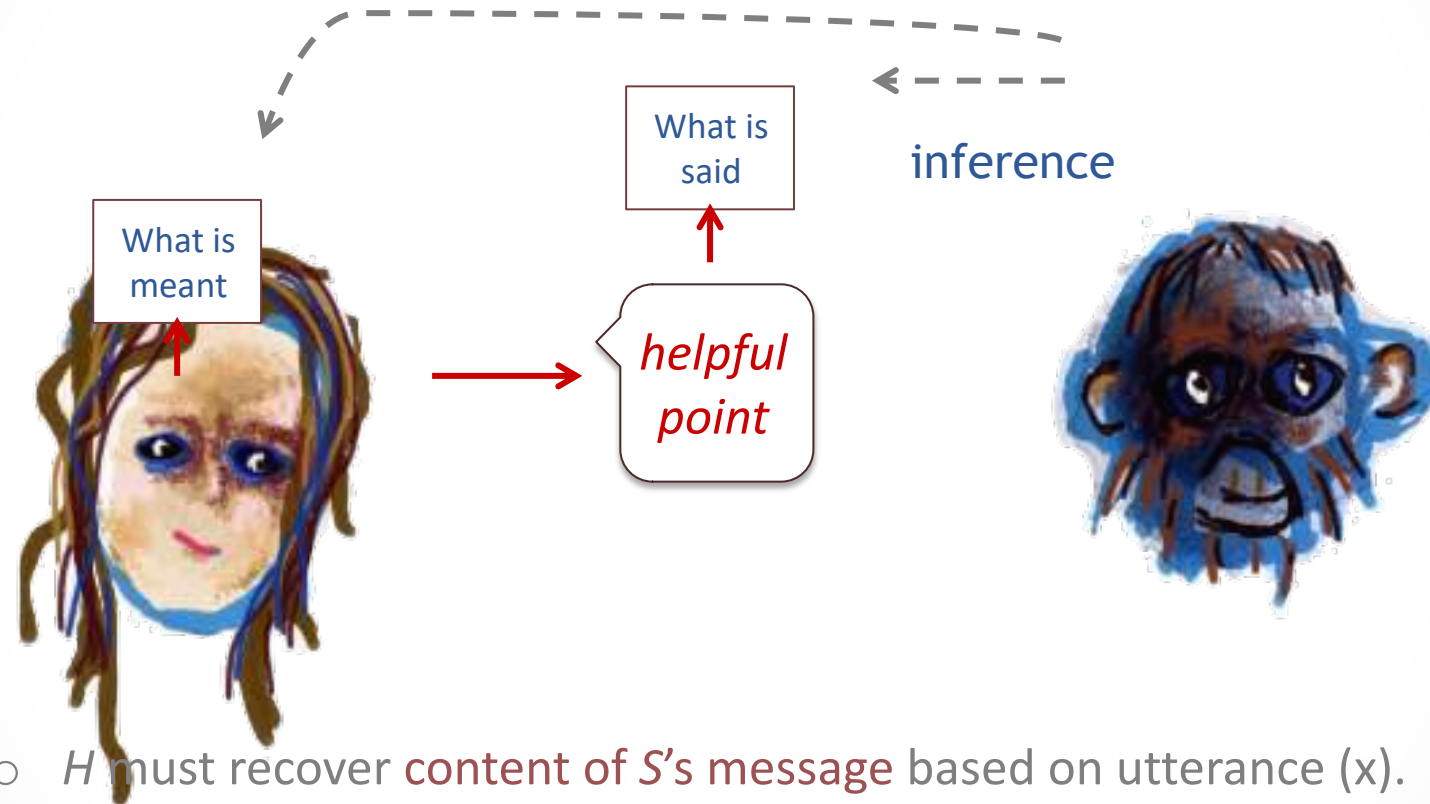 What is
said
inference
What is
meant
helpful
point
H must recover content of S's message based on utterance (x).